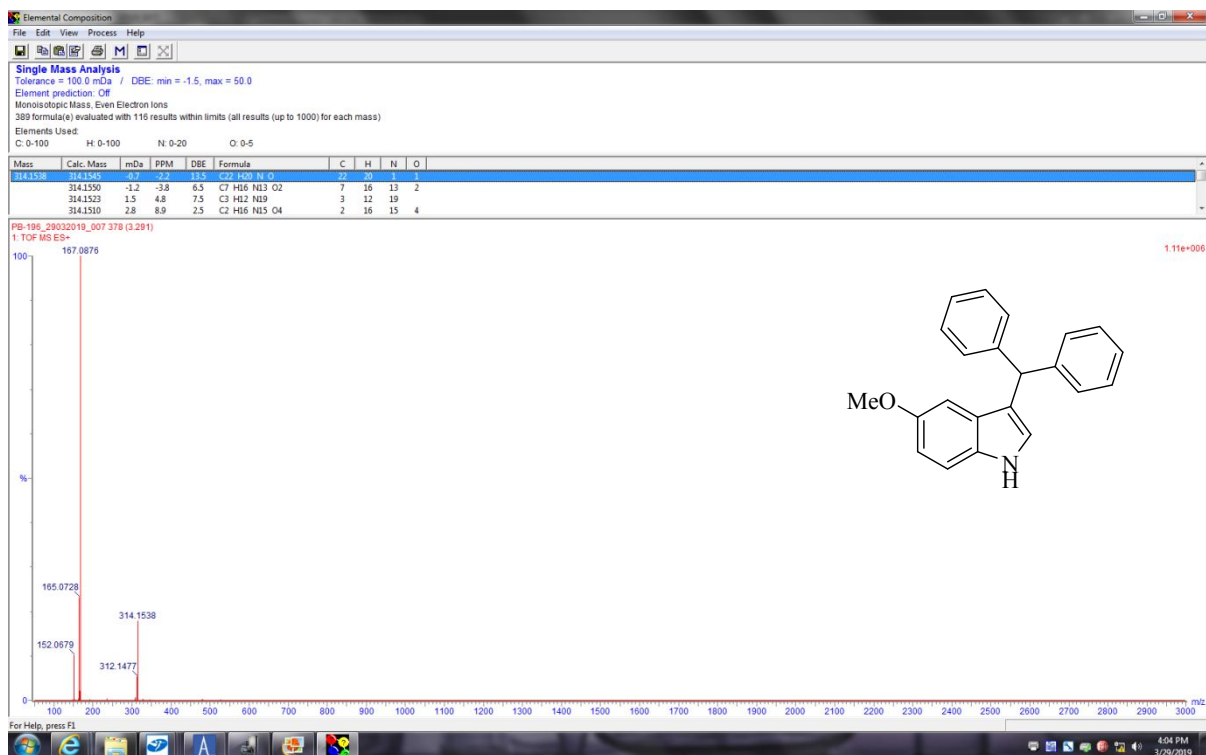 Elemental Composition
File Edit View Process Help
Single Mass Analysis
Tolerance = 100.0 mDa / DBE: min = -1.5, max = 50.0
Element prediction: Off
Monoisotopic Mass, Even Electron Ions
389 formula(e) evaluated with 116 results within limits (all results (up to 1000) for each mass)
Elements Used:
C: 0-100 H: 0-100 N: 0-20 O: 0-5
Mass Calc. Mass mDa PPM DBE Formula C H N O
314.1538 314.1545 -0.7 -2.2 13.5 C22 H20 N O 22 20 1 1
314.1550 -1.2 -3.8 6.5 C7 H16 N13 O2 7 16 13 2
314.1523 1.5 4.8 7.5 C3 H12 N19 3 12 19
314.1510 2.8 8.9 2.5 C2 H16 N15 O4 2 16 15 4
PB-196_29032019_007 378 (3.291)
1: TOF MS ES+
1.11e+006
167.0876
100
MeO
N
H
%
165.0728
314.1538
152.0679
312.1477
0
100 200 300 400 500 600 700 800 900 1000 1100 1200 1300 1400 1500 1600 1700 1800 1900 2000 2100 2200 2300 2400 2500 2600 2700 2800 2900 3000 m/z
For Help, press F1
4:04 PM
3/29/2019